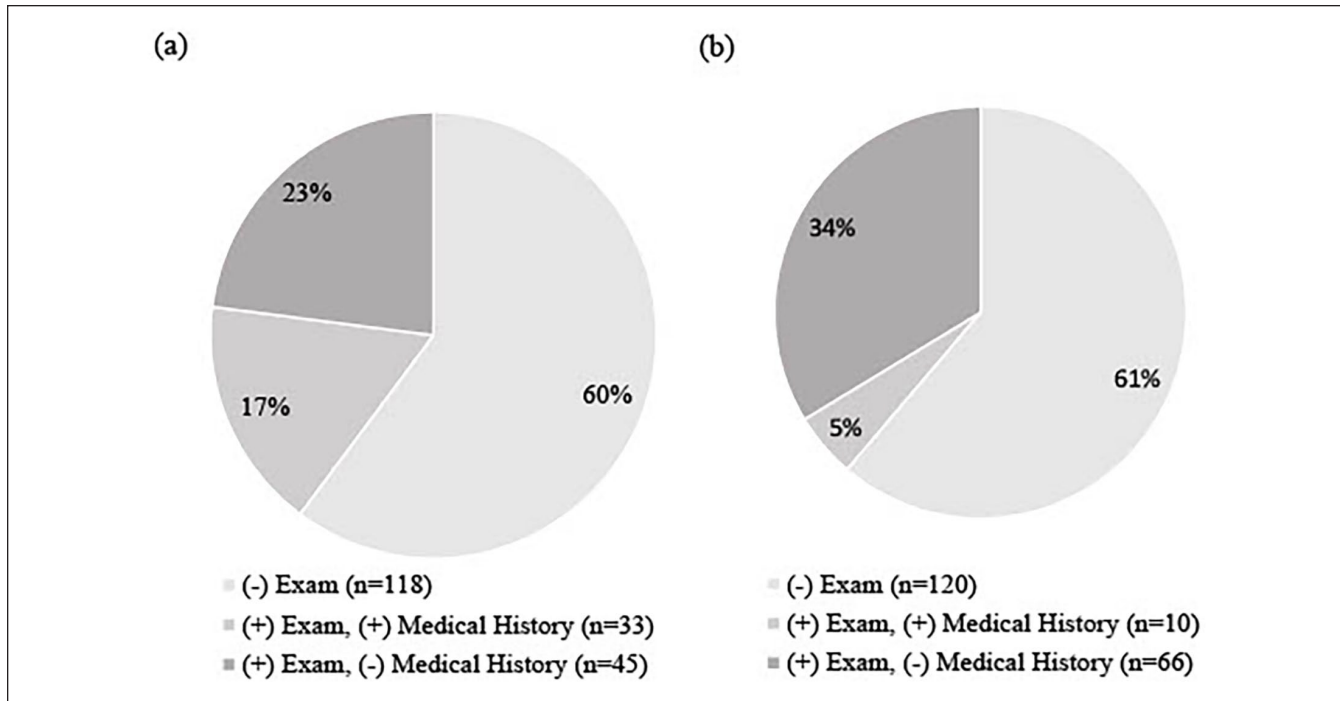 (a)
23%
17%
60%
(-) Exam (n=118)
(+) Exam, (+) Medical History (n=33)
(+) Exam, (-) Medical History (n=45)
(b)
34%
5%
61%
(-) Exam (n=120)
(+) Exam, (+) Medical History (n=10)
(+) Exam, (-) Medical History (n=66)